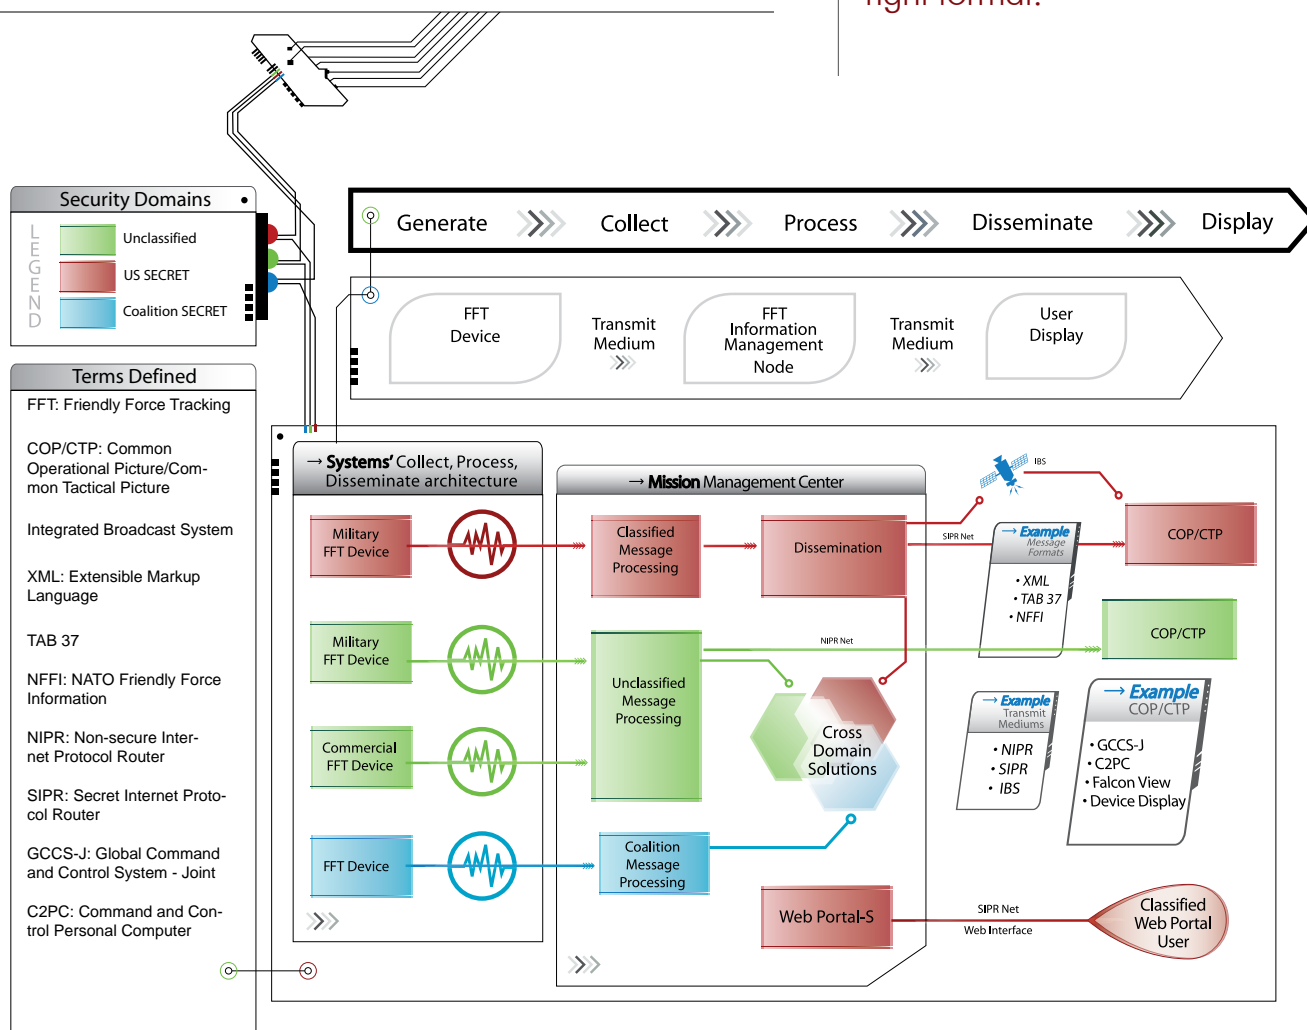 right format.
Security Domains
LEGEND
Unclassified
US SECRET
Coalition SECRET
Generate
Collect
Process
Disseminate
Display
FFT
Device
Transmit
Medium
FFT
Information
Management
Node
Transmit
Medium
User
Display
Terms Defined
FFT: Friendly Force Tracking
COP/CTP: Common
Operational Picture/Com-
mon Tactical Picture
Integrated Broadcast System
XML: Extensible Markup
Language
TAB 37
NFFI: NATO Friendly Force
Information
NIPR: Non-secure Inter-
net Protocol Router
SIPR: Secret Internet Proto-
col Router
GCCS-J: Global Command
and Control System - Joint
C2PC: Command and Con-
trol Personal Computer
→ Systems' Collect, Process,
Disseminate architecture
Military
FFT Device
Military
FFT Device
Commercial
FFT Device
FFT Device
→ Mission Management Center
Classified
Message
Processing
Dissemination
Unclassified
Message
Processing
Cross
Domain
Solutions
Coalition
Message
Processing
Web Portal-S
IBS
SIPR Net
NIPR Net
→ Example
Message
Formats
• XML
• TAB 37
• NFFI
COP/CTP
COP/CTP
→ Example
Transmit
Mediums
• NIPR
• SIPR
• IBS
→ Example
COP/CTP
• GCCS-J
• C2PC
• Falcon View
• Device Display
SIPR Net
Web Interface
Classified
Web Portal
User